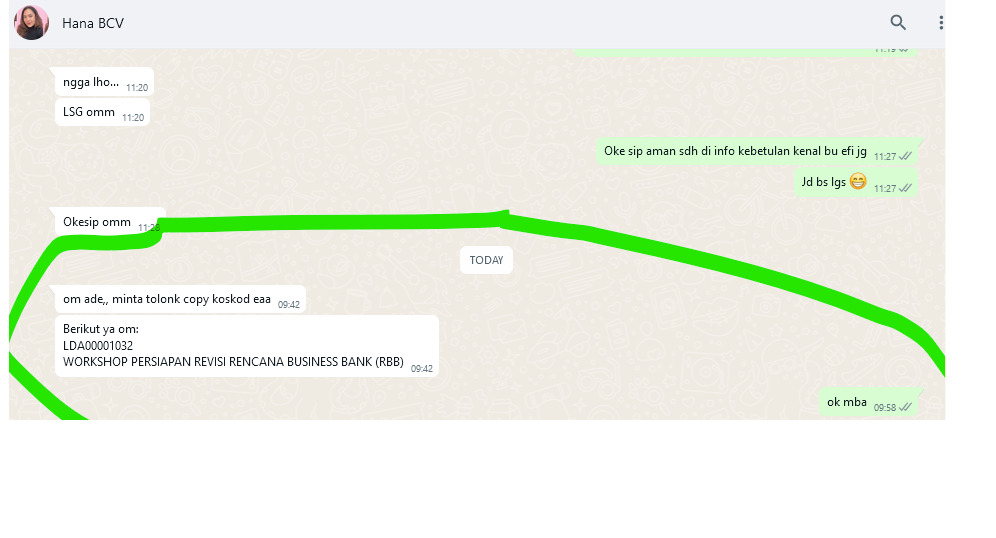 Hana BCV
ngga lho... 11:20
LSG omm 11:20
Oke sip aman sdh di info kebetulan kenal bu efi jg 11:27
Jd bs lgs 😁 11:27
Okesip omm 11:28
TODAY
om ade,, minta tolonk copy koskod eaa 09:42
Berikut ya om:
LDA00001032
WORKSHOP PERSIAPAN REVISI RENCANA BUSINESS BANK (RBB) 09:42
ok mba 09:58